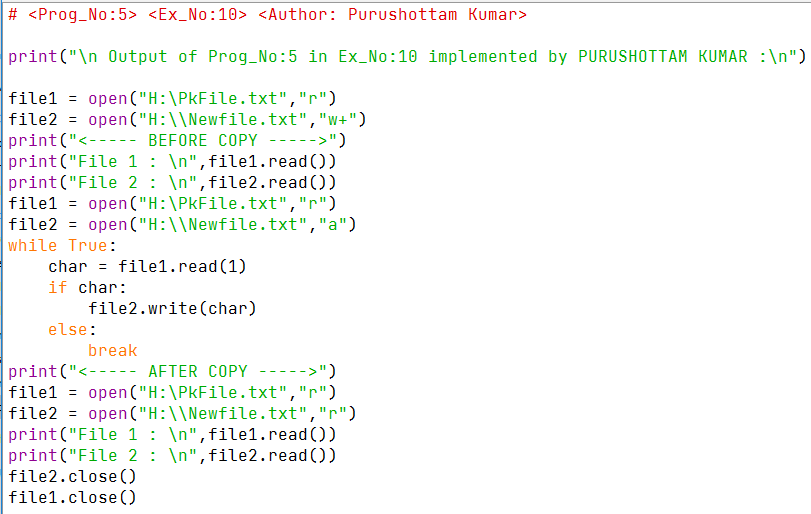 # <Prog_No:5> <Ex_No:10> <Author: Purushottam Kumar>
print("\n Output of Prog_No:5 in Ex_No:10 implemented by PURUSHOTTAM KUMAR :\n")
file1 = open("H:\PkFile.txt","r")
file2 = open("H:\\Newfile.txt","w+")
print("<----- BEFORE COPY ----->")
print("File 1 : \n",file1.read())
print("File 2 : \n",file2.read())
file1 = open("H:\PkFile.txt","r")
file2 = open("H:\\Newfile.txt","a")
while True:
    char = file1.read(1)
    if char:
        file2.write(char)
    else:
        break
print("<----- AFTER COPY ----->")
file1 = open("H:\PkFile.txt","r")
file2 = open("H:\\Newfile.txt","r")
print("File 1 : \n",file1.read())
print("File 2 : \n",file2.read())
file2.close()
file1.close()